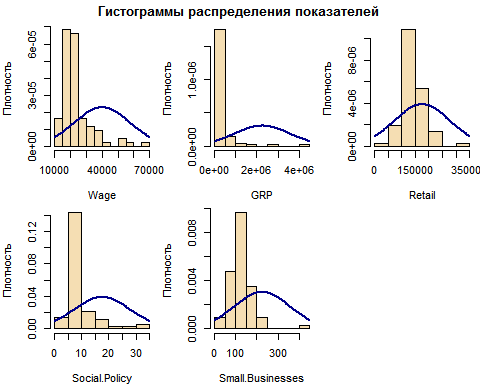 Гистограммы распределения показателей
Плотность
0e+00 3e-05 6e-05
10000 40000 70000
Wage
Плотность
0.0e+00 1.0e-06
0e+00 2e+06 4e+06
GRP
Плотность
0e+00 4e-06 8e-06
0 150000 35000
Retail
Плотность
0.00 0.04 0.12
0 10 20 30
Social.Policy
Плотность
0.000 0.004 0.008
0 100 300
Small.Businesses